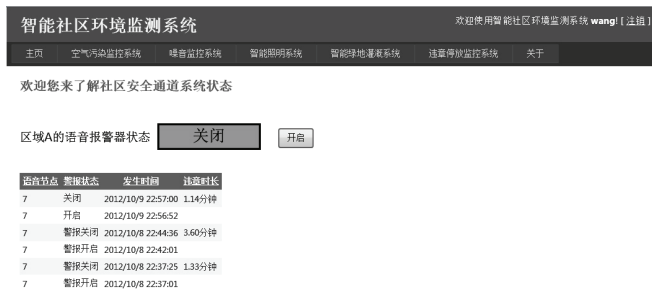 智能社区环境监测系统
欢迎使用智能社区环境监测系统 wang! [ 注销 ]
主页 空气污染监控系统 噪音监控系统 智能照明系统 智能绿地灌溉系统 违章停放监控系统 关于
欢迎您来了解社区安全通道系统状态
区域A的语音报警器状态 关闭 开启
语音节点 警报状态 发生时间 违章时长
7 关闭 2012/10/9 22:57:00 1.14分钟
7 开启 2012/10/9 22:56:52
7 警报关闭 2012/10/8 22:44:36 3.60分钟
7 警报开启 2012/10/8 22:42:01
7 警报关闭 2012/10/8 22:37:25 1.33分钟
7 警报开启 2012/10/8 22:37:01